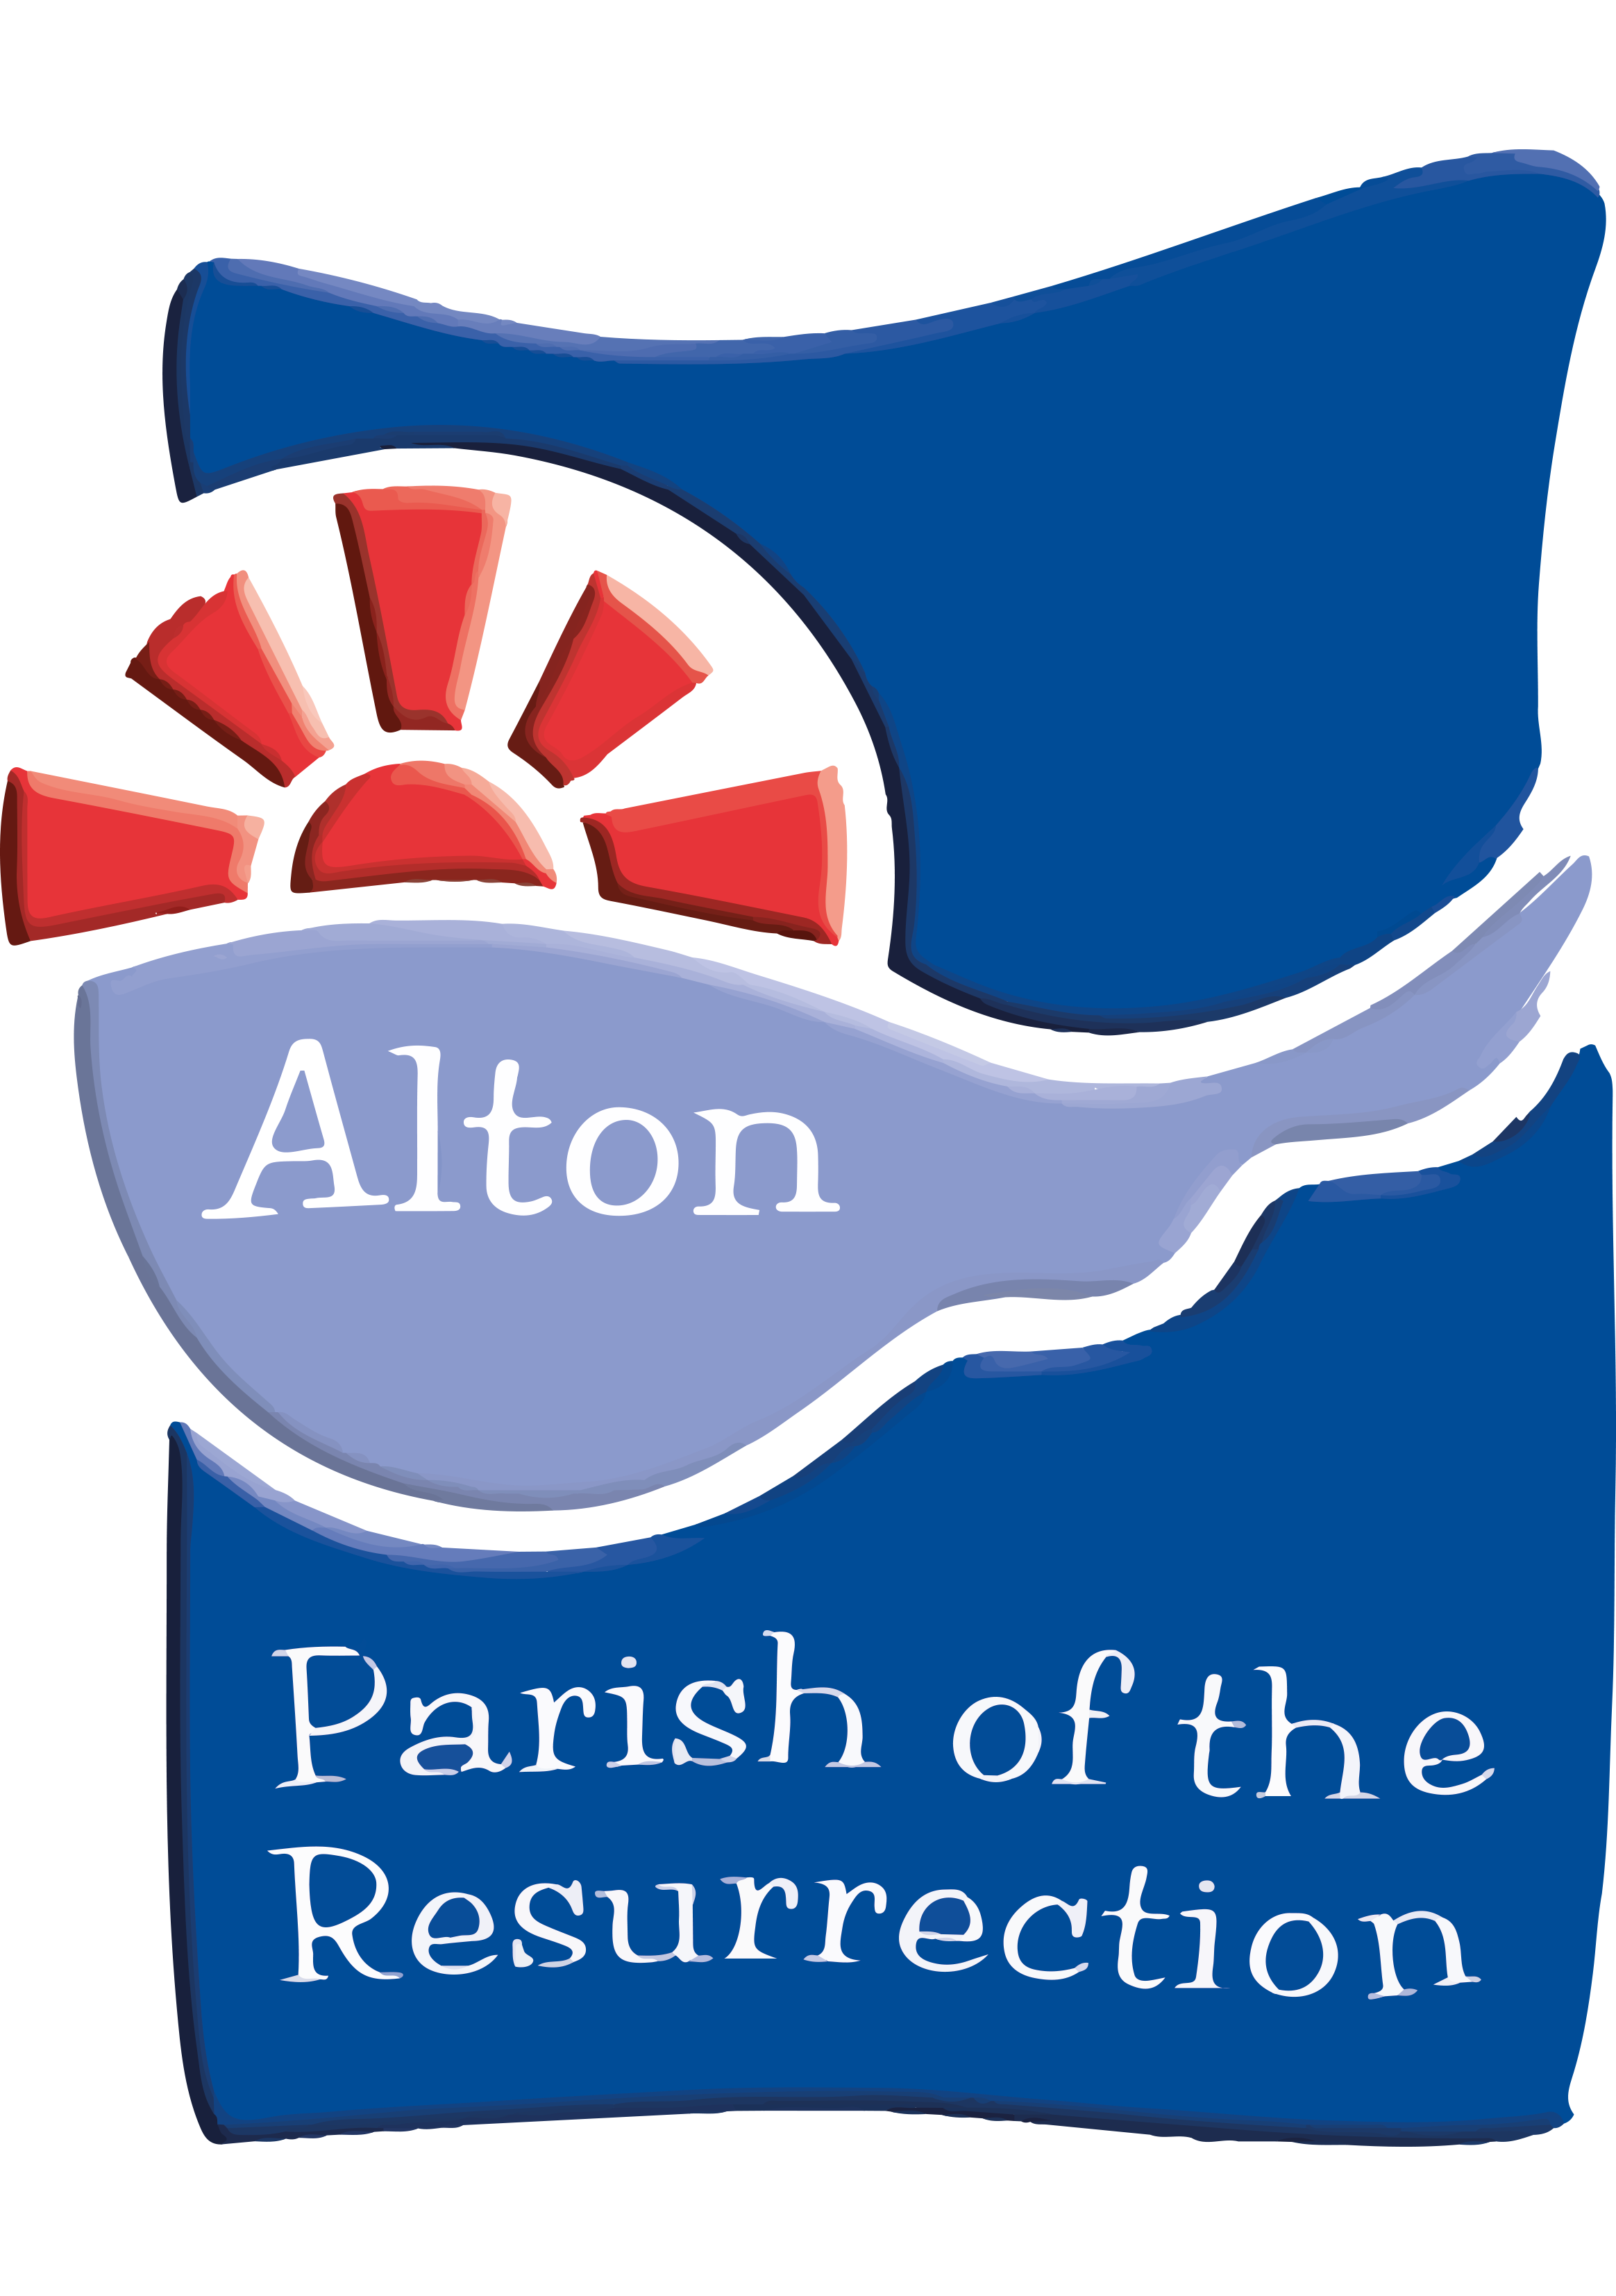 Alton
Parish of the
Resurrection